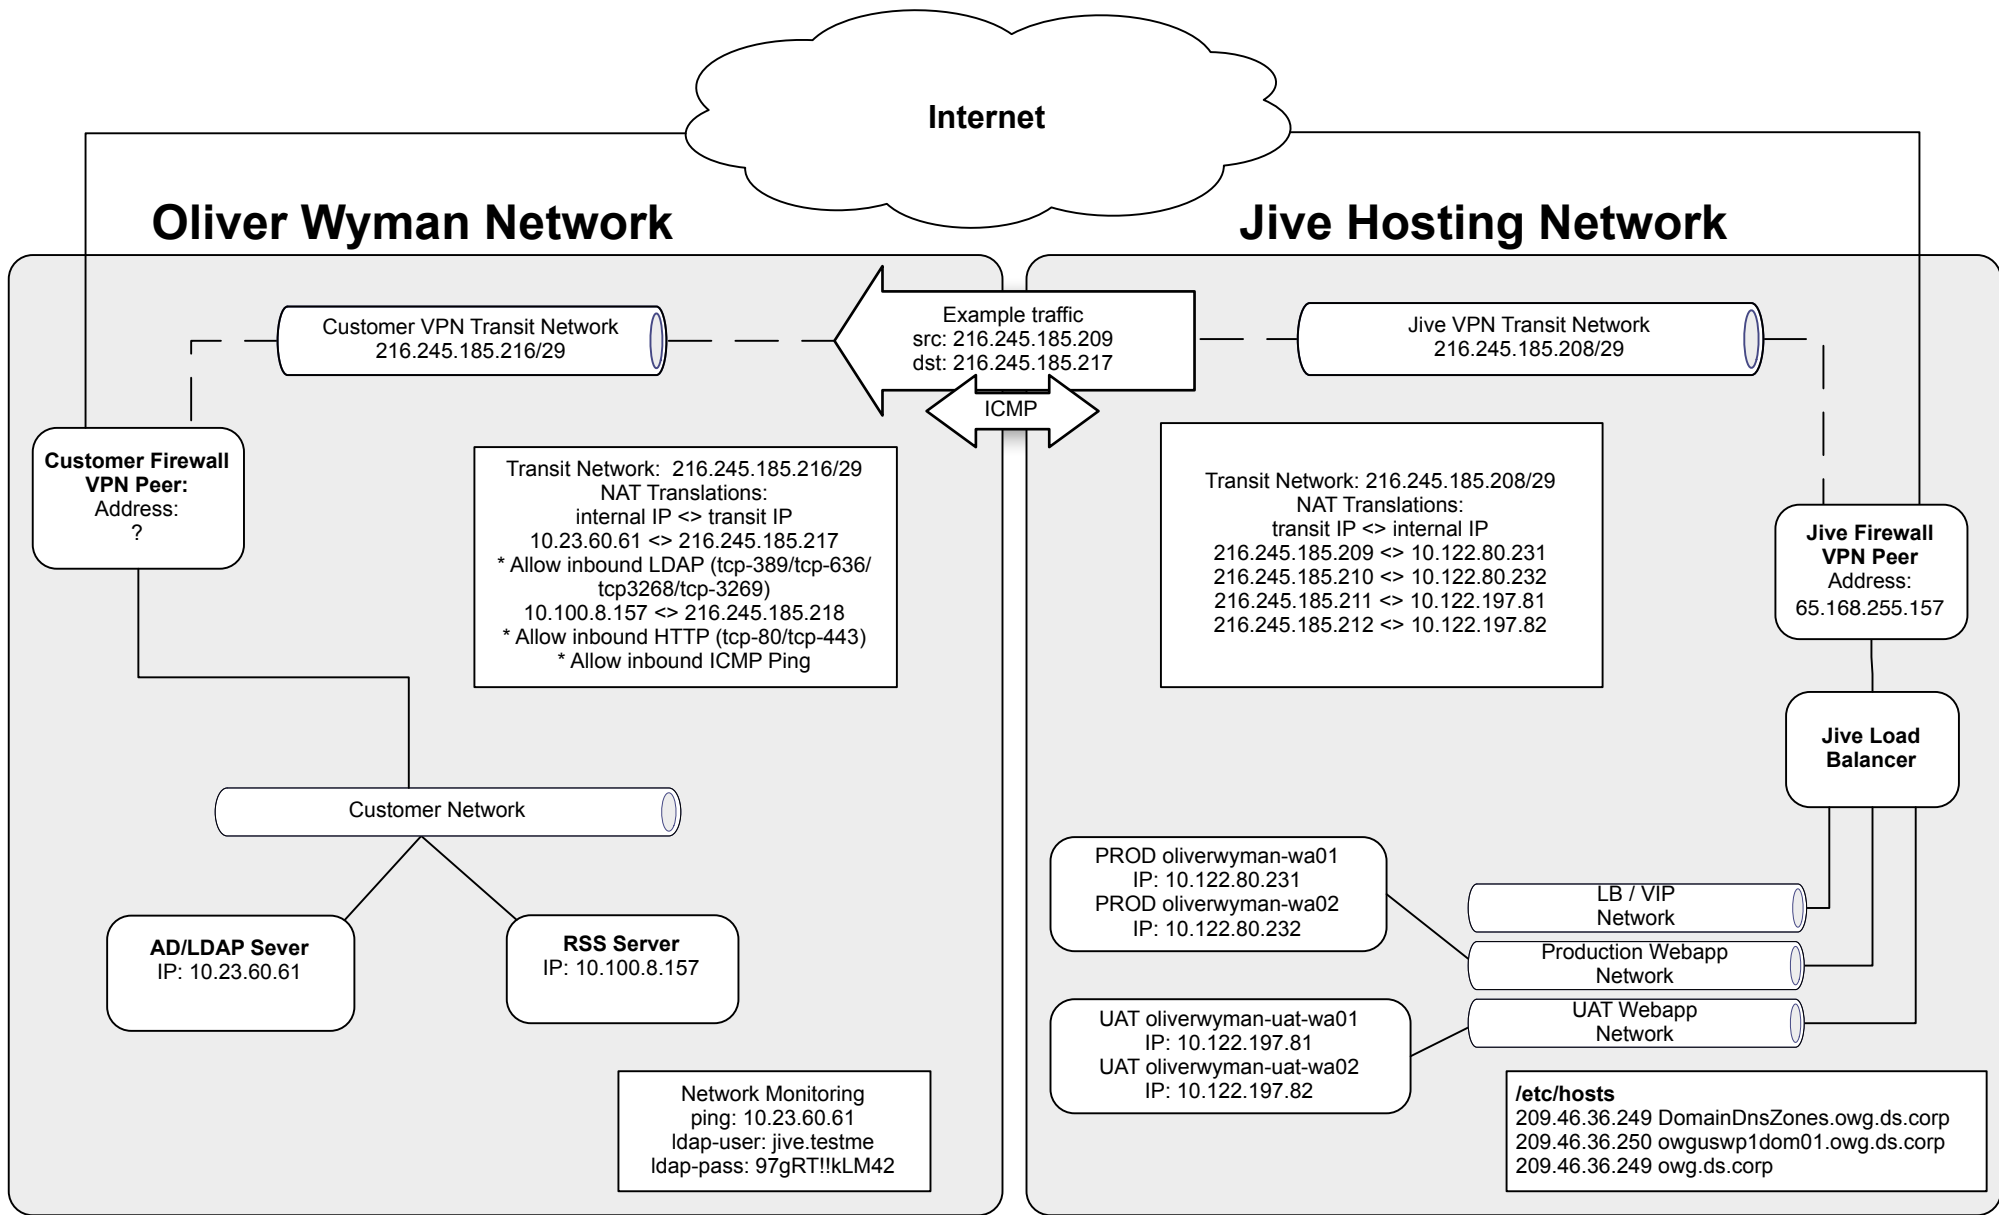 Internet
Oliver Wyman Network
Jive Hosting Network
Customer VPN Transit Network
216.245.185.216/29
Example traffic
src: 216.245.185.209
dst: 216.245.185.217
ICMP
Jive VPN Transit Network
216.245.185.208/29
Customer Firewall
VPN Peer:
Address:
?
Transit Network:  216.245.185.216/29
NAT Translations:
internal IP <> transit IP
10.23.60.61 <> 216.245.185.217
* Allow inbound LDAP (tcp-389/tcp-636/
tcp3268/tcp-3269)
10.100.8.157 <> 216.245.185.218
* Allow inbound HTTP (tcp-80/tcp-443)
* Allow inbound ICMP Ping
Transit Network: 216.245.185.208/29
NAT Translations:
transit IP <> internal IP
216.245.185.209 <> 10.122.80.231
216.245.185.210 <> 10.122.80.232
216.245.185.211 <> 10.122.197.81
216.245.185.212 <> 10.122.197.82
Jive Firewall
VPN Peer
Address:
65.168.255.157
Jive Load
Balancer
Customer Network
AD/LDAP Sever
IP: 10.23.60.61
RSS Server
IP: 10.100.8.157
PROD oliverwyman-wa01
IP: 10.122.80.231
PROD oliverwyman-wa02
IP: 10.122.80.232
LB / VIP
Network
Production Webapp
Network
UAT Webapp
Network
UAT oliverwyman-uat-wa01
IP: 10.122.197.81
UAT oliverwyman-uat-wa02
IP: 10.122.197.82
Network Monitoring
ping: 10.23.60.61
ldap-user: jive.testme
ldap-pass: 97gRT!!kLM42
/etc/hosts
209.46.36.249 DomainDnsZones.owg.ds.corp
209.46.36.250 owguswp1dom01.owg.ds.corp
209.46.36.249 owg.ds.corp